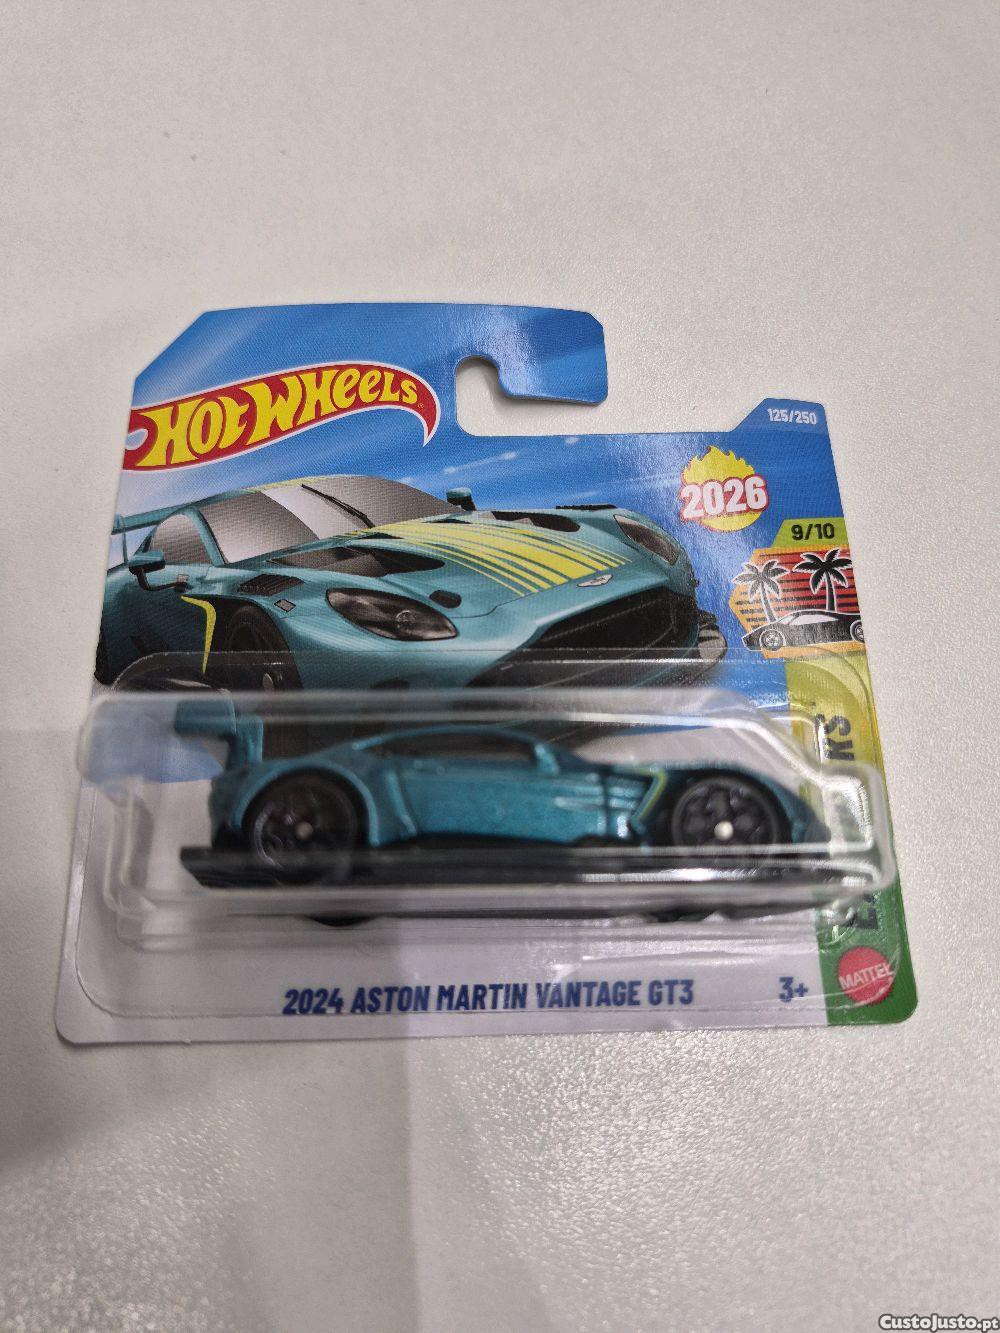 HOT WHEELS
125/250
2026
9/10
2024 ASTON MARTIN VANTAGE GT3
3+
MATTEL
CustoJusto.pt